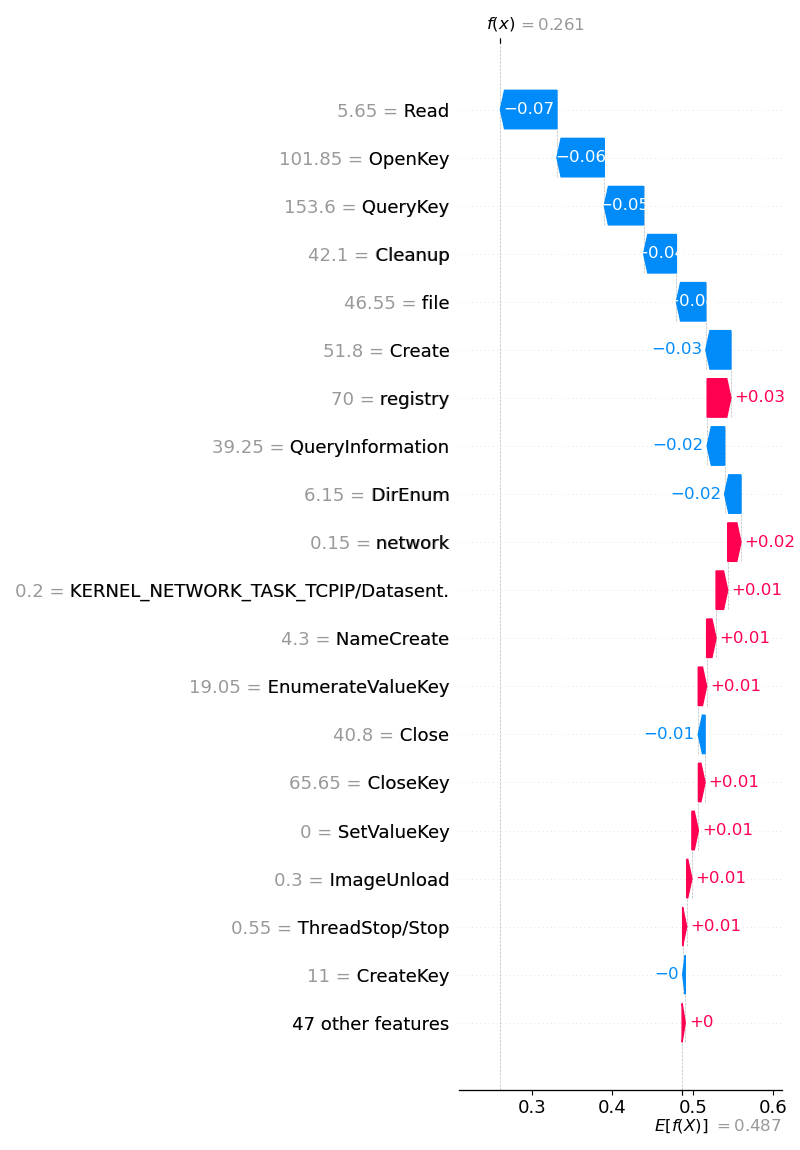 f(x) = 0.261
5.65 = Read −0.07
101.85 = OpenKey −0.06
153.6 = QueryKey −0.05
42.1 = Cleanup −0.04
46.55 = file
51.8 = Create −0.03
70 = registry +0.03
39.25 = QueryInformation −0.02
6.15 = DirEnum −0.02
0.15 = network +0.02
0.2 = KERNEL_NETWORK_TASK_TCPIP/Datasent. +0.01
4.3 = NameCreate +0.01
19.05 = EnumerateValueKey +0.01
40.8 = Close −0.01
65.65 = CloseKey +0.01
0 = SetValueKey +0.01
0.3 = ImageUnload +0.01
0.55 = ThreadStop/Stop +0.01
11 = CreateKey −0
47 other features +0
0.3 0.4 0.5 0.6
E[f(X)] = 0.487